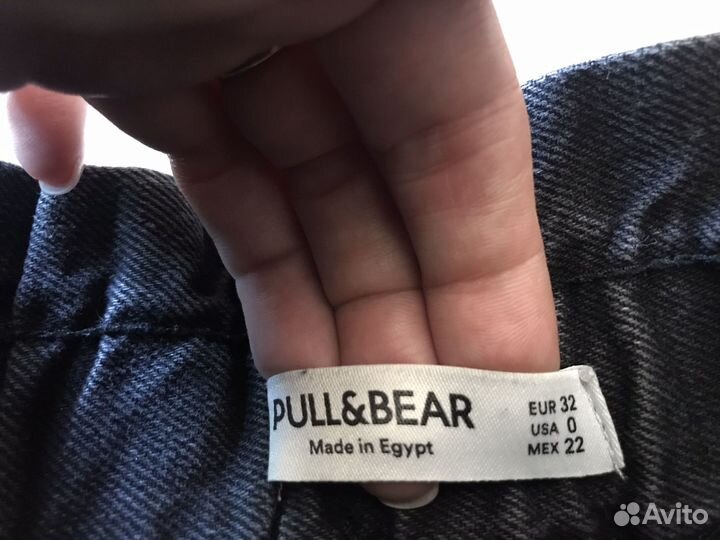 PULL&BEAR
Made in Egypt
EUR 32
USA 0
MEX 22
Avito